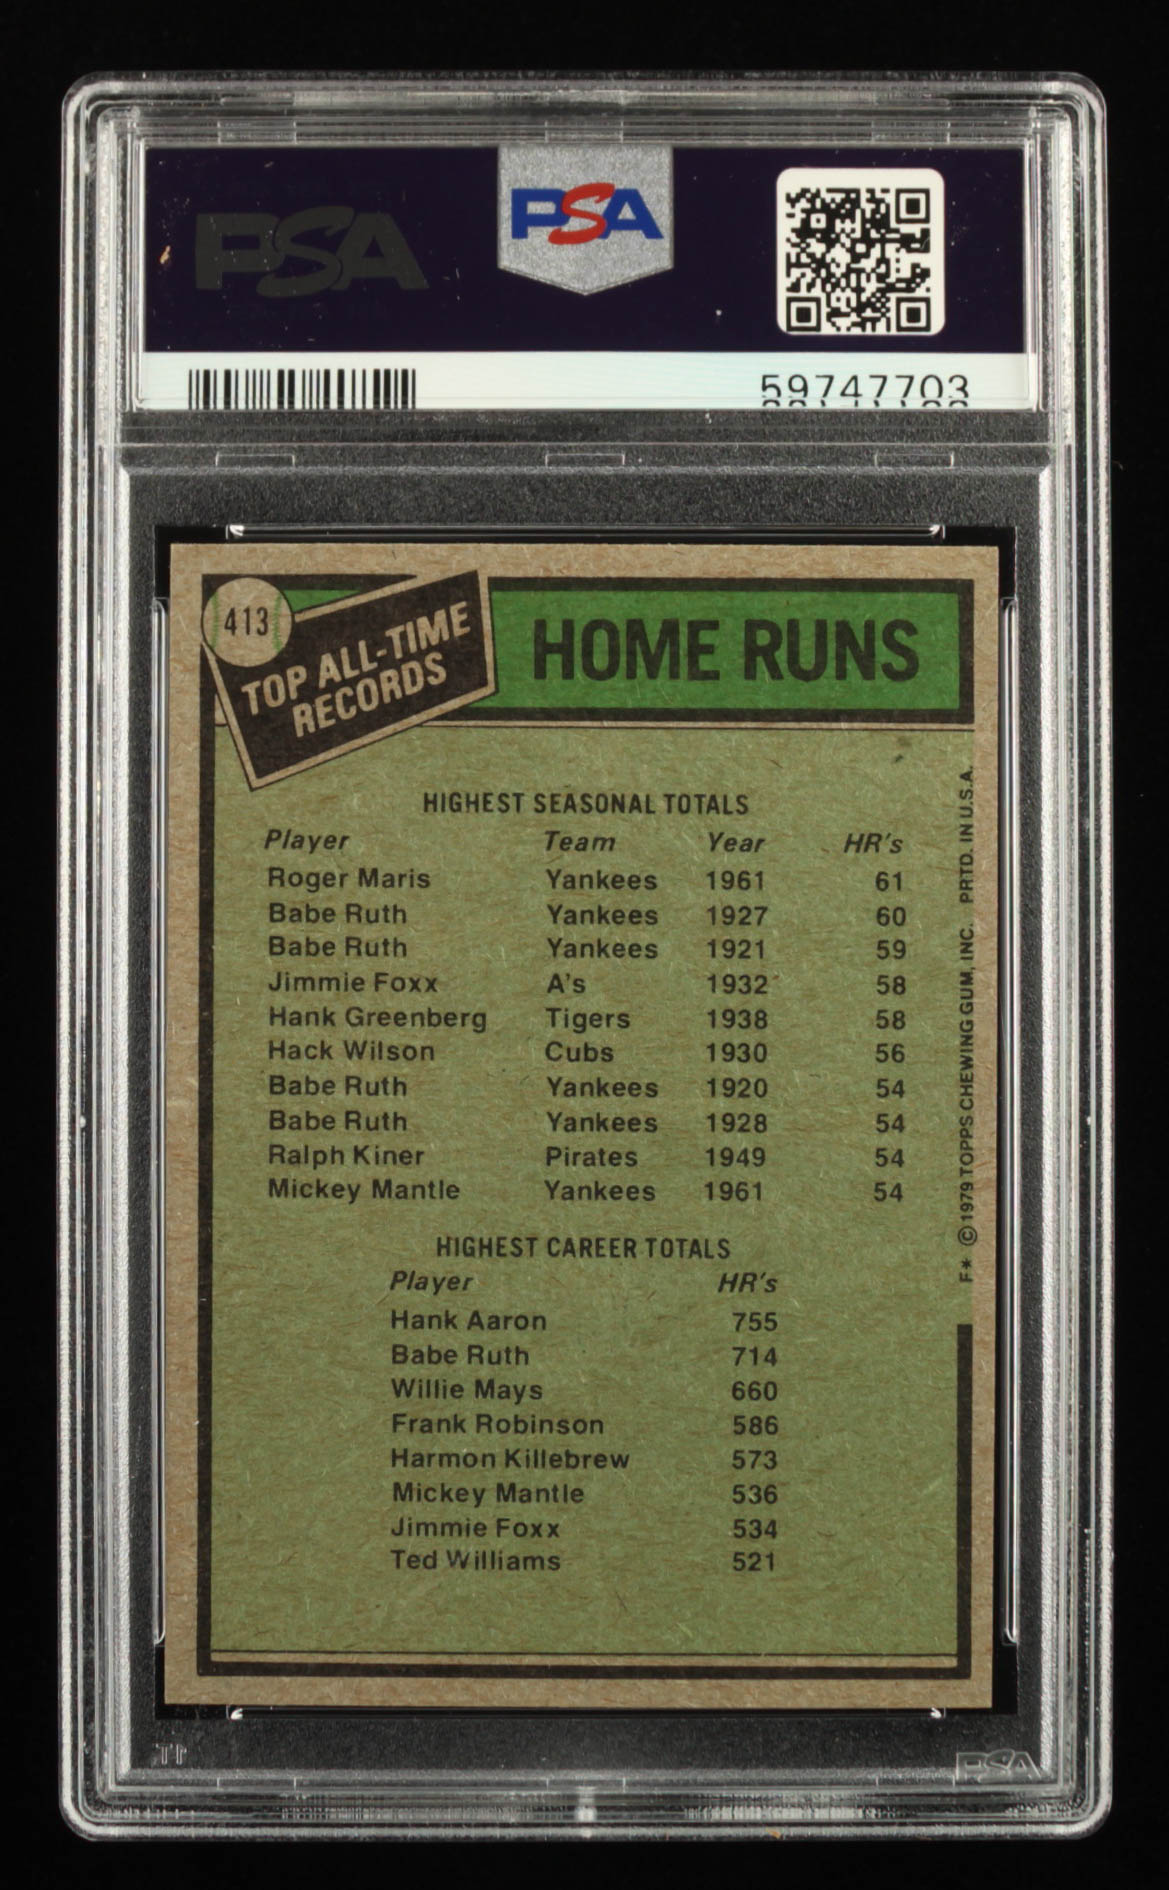 PSA
PSA
59747703
413
TOP ALL-TIME
RECORDS
HOME RUNS
HIGHEST SEASONAL TOTALS
Player Team Year HR's
Roger Maris Yankees 1961 61
Babe Ruth Yankees 1927 60
Babe Ruth Yankees 1921 59
Jimmie Foxx A's 1932 58
Hank Greenberg Tigers 1938 58
Hack Wilson Cubs 1930 56
Babe Ruth Yankees 1920 54
Babe Ruth Yankees 1928 54
Ralph Kiner Pirates 1949 54
Mickey Mantle Yankees 1961 54
HIGHEST CAREER TOTALS
Player HR's
Hank Aaron 755
Babe Ruth 714
Willie Mays 660
Frank Robinson 586
Harmon Killebrew 573
Mickey Mantle 536
Jimmie Foxx 534
Ted Williams 521
F* © 1979 TOPPS CHEWING GUM, INC. PRTD. IN U.S.A.
PSA